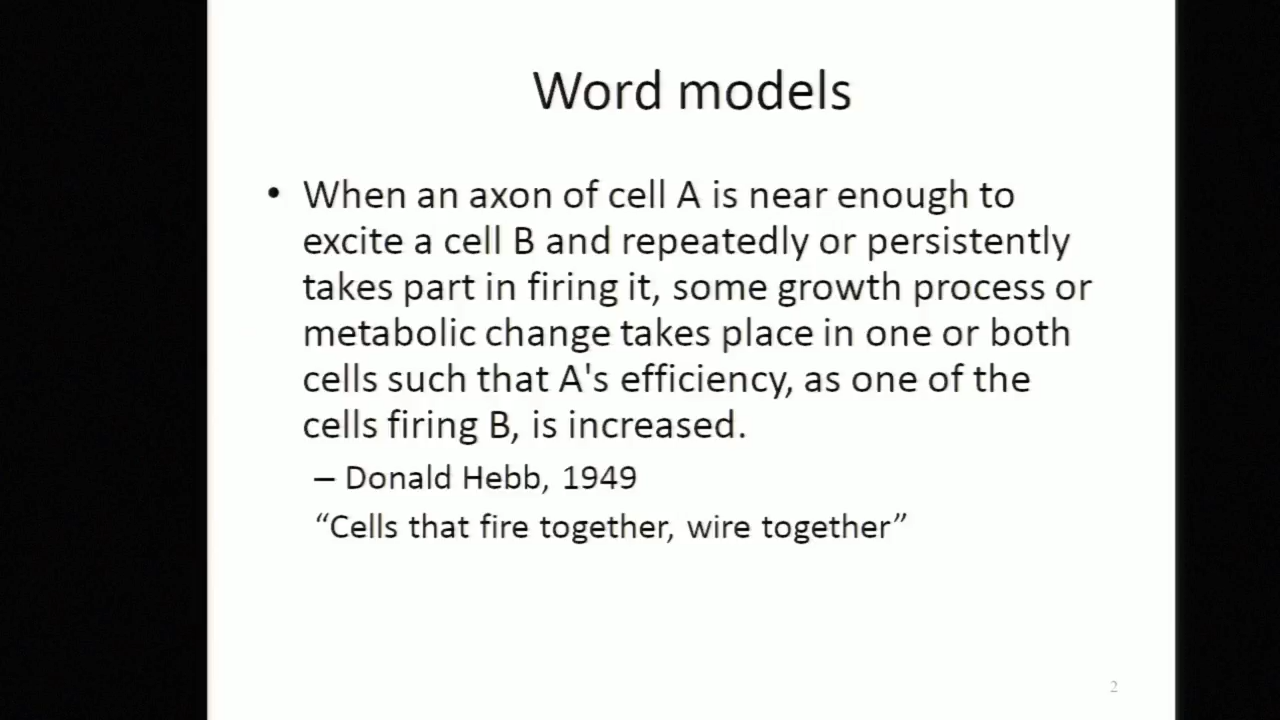 Word models
• When an axon of cell A is near enough to
excite a cell B and repeatedly or persistently
takes part in firing it, some growth process or
metabolic change takes place in one or both
cells such that A's efficiency, as one of the
cells firing B, is increased.
– Donald Hebb, 1949
“Cells that fire together, wire together”
2